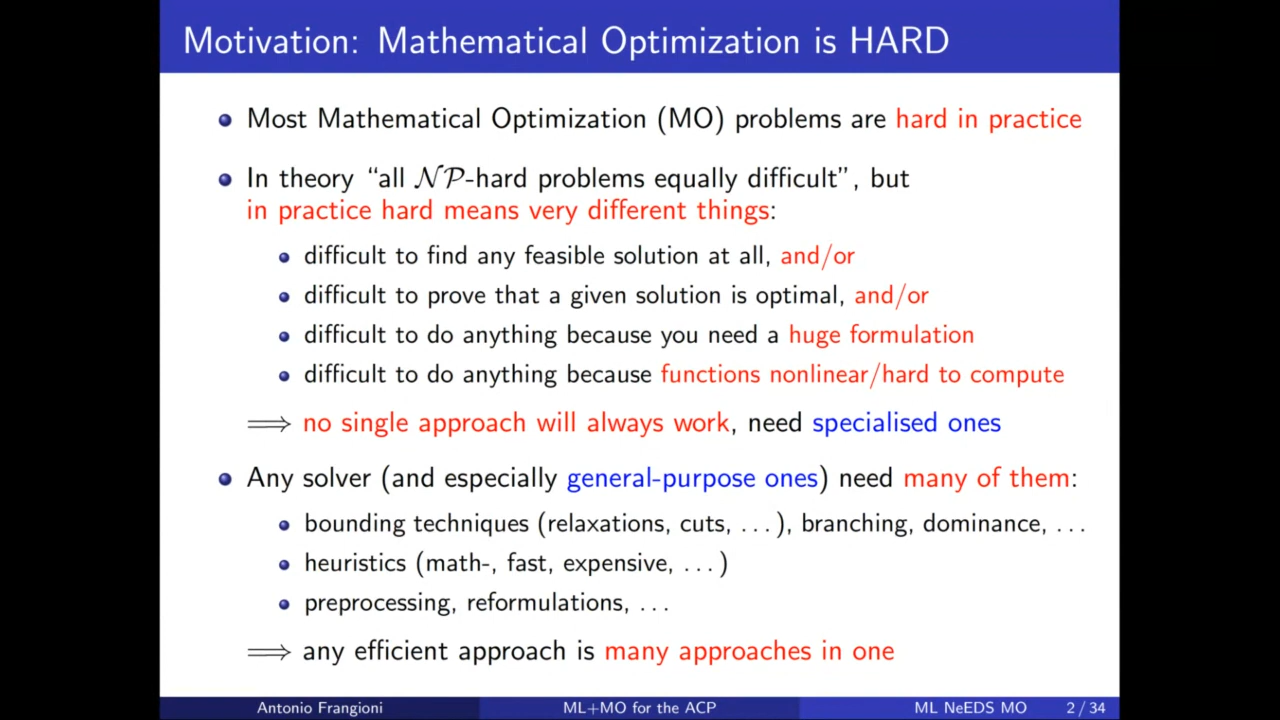 Motivation: Mathematical Optimization is HARD
Most Mathematical Optimization (MO) problems are hard in practice
In theory “all NP-hard problems equally difficult”, but
in practice hard means very different things:
difficult to find any feasible solution at all, and/or
difficult to prove that a given solution is optimal, and/or
difficult to do anything because you need a huge formulation
difficult to do anything because functions nonlinear/hard to compute
⟹ no single approach will always work, need specialised ones
Any solver (and especially general-purpose ones) need many of them:
bounding techniques (relaxations, cuts, ...), branching, dominance, ...
heuristics (math-, fast, expensive, ...)
preprocessing, reformulations, ...
⟹ any efficient approach is many approaches in one
Antonio Frangioni ML+MO for the ACP ML NeEDS MO 2 / 34